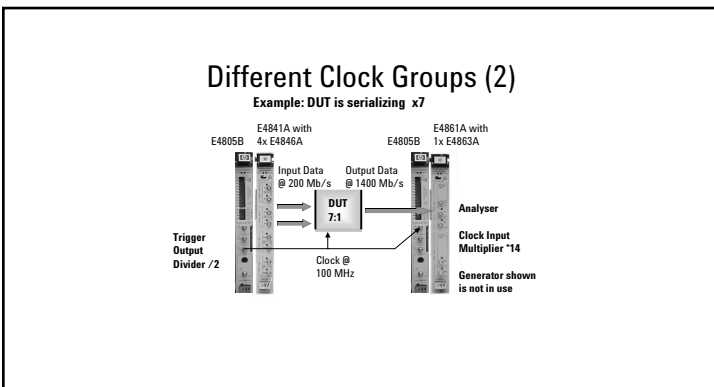 Different Clock Groups (2)
Example: DUT is serializing x7
E4805B
E4841A with
4x E4846A
E4805B
E4861A with
1x E4863A
Input Data
@ 200 Mb/s
Output Data
@ 1400 Mb/s
DUT
7:1
Analyser
Trigger
Output
Divider /2
Clock @
100 MHz
Clock Input
Multiplier *14
Generator shown
is not in use